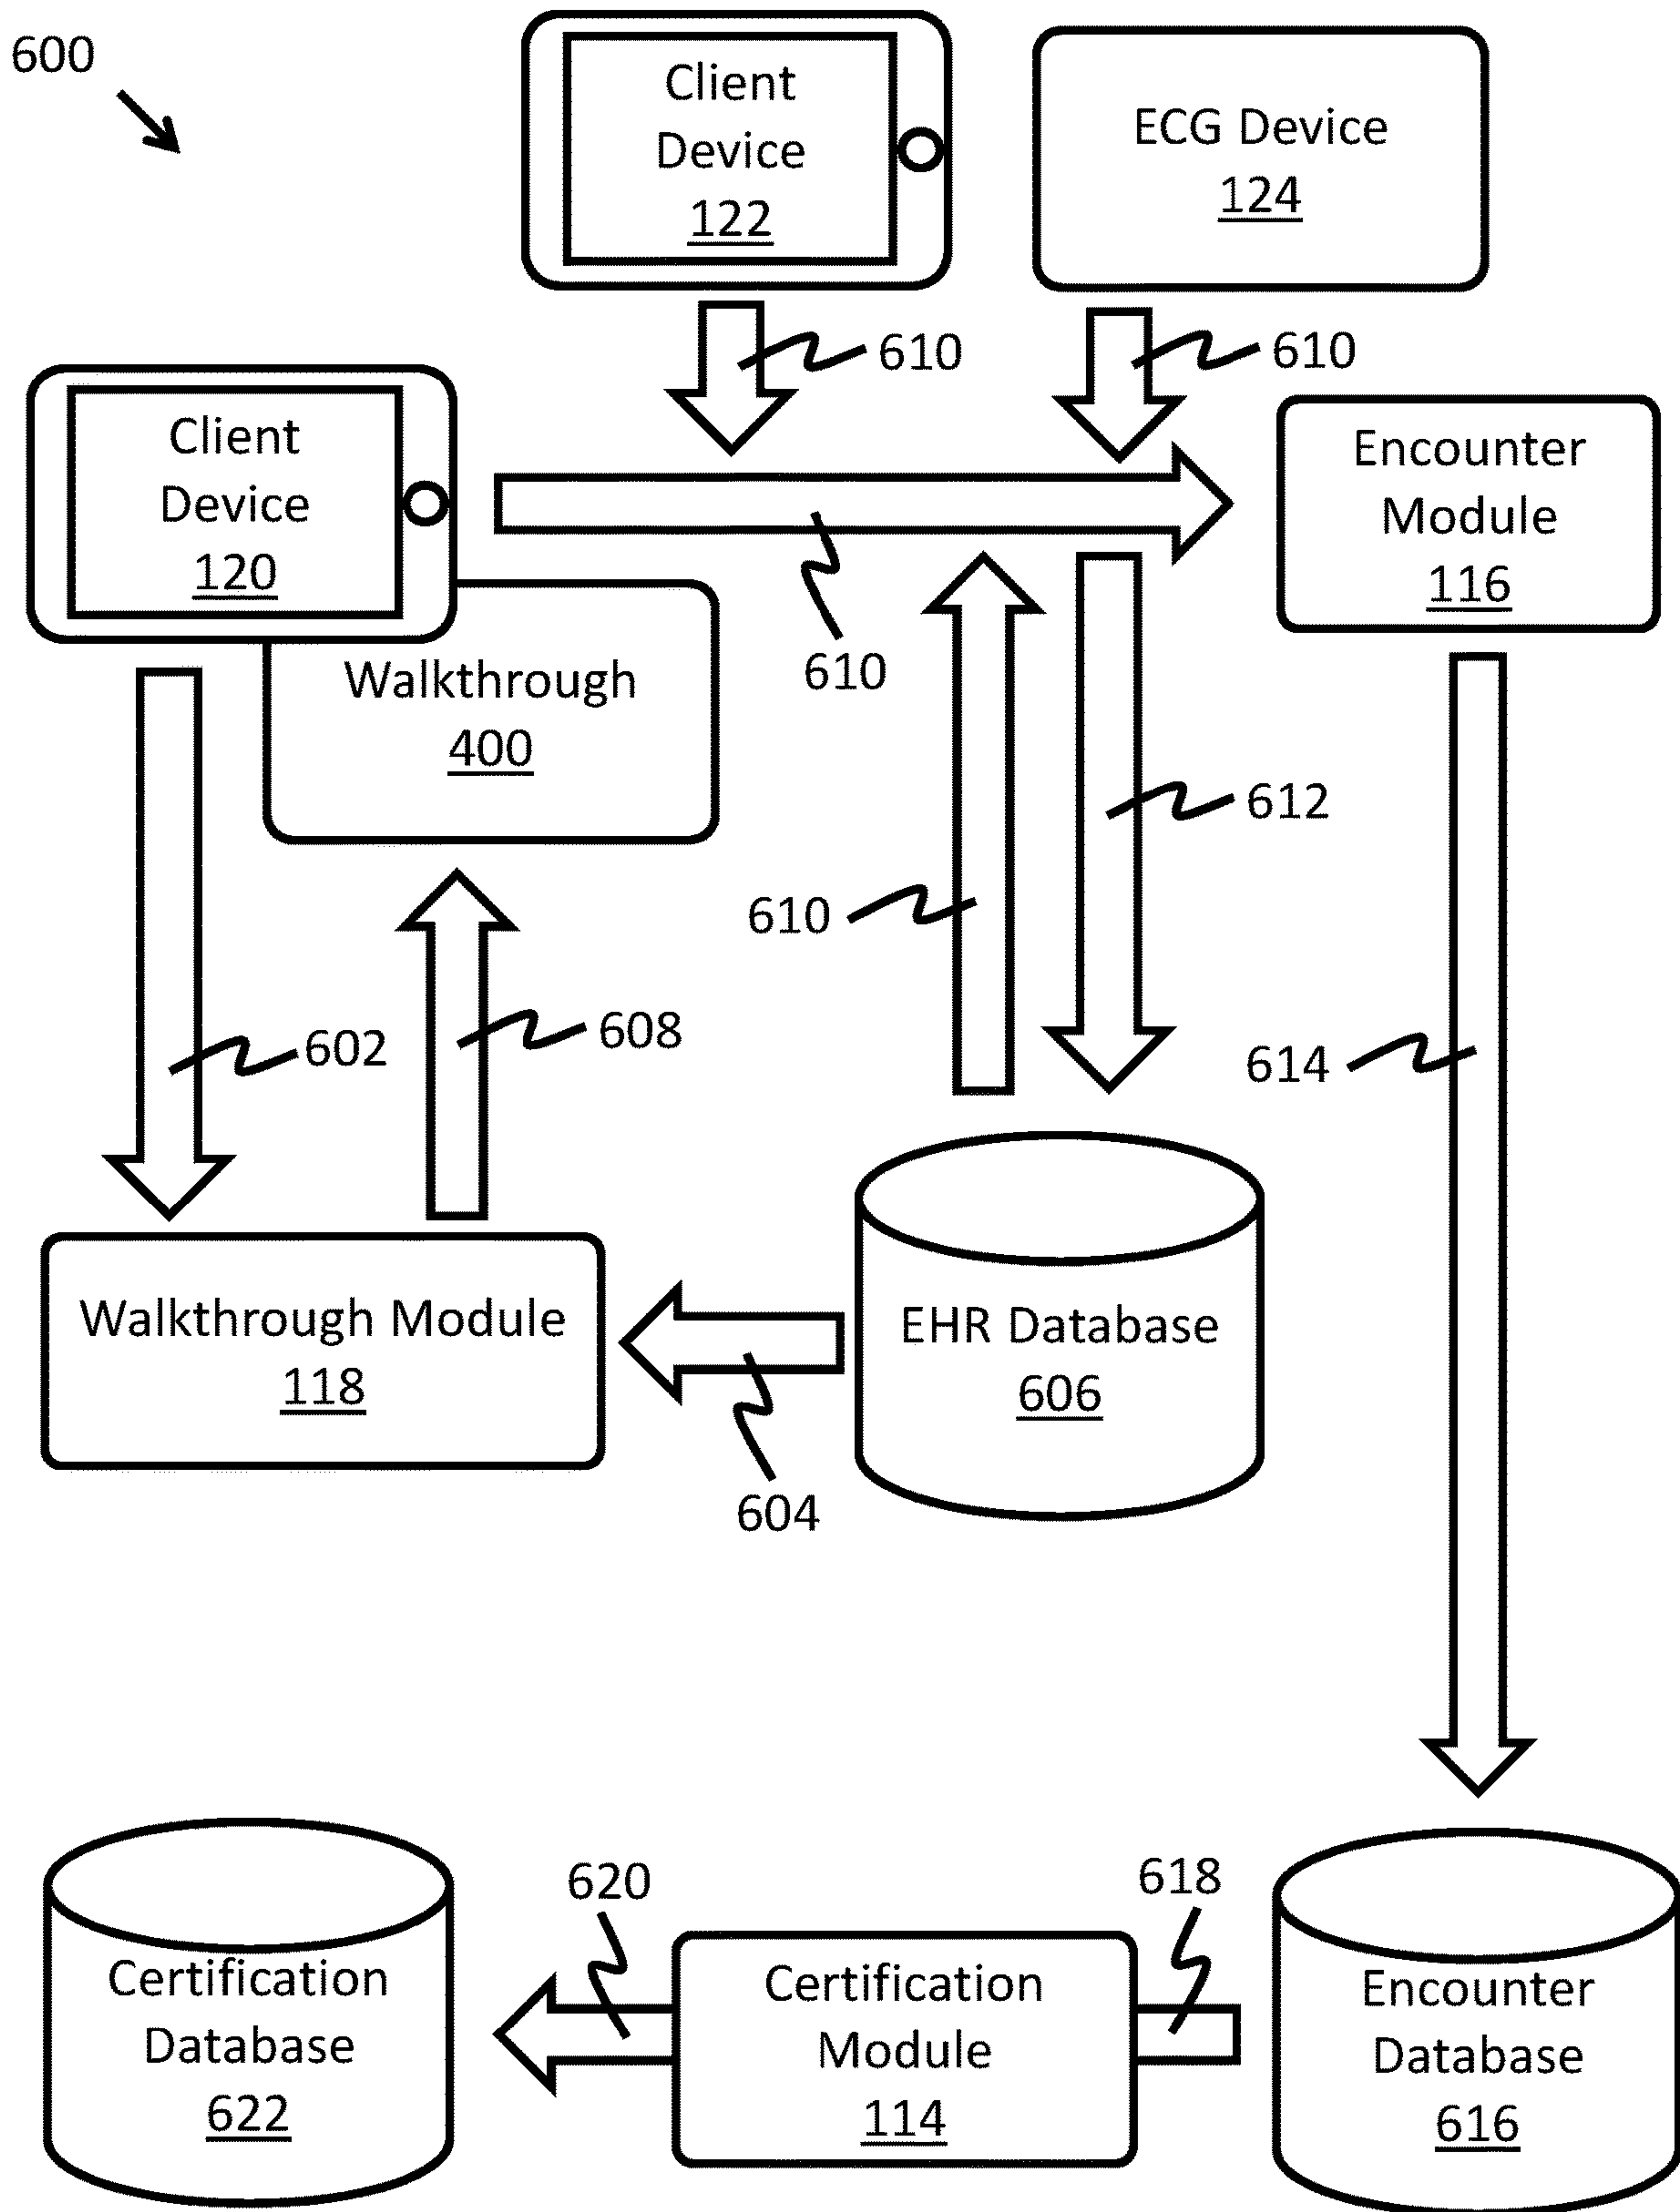 600
Client
Device
122
ECG Device
124
610
610
Client
Device
120
Encounter
Module
116
610
Walkthrough
400
612
610
602
608
614
Walkthrough Module
118
EHR Database
606
604
620
618
Certification
Database
622
Certification
Module
114
Encounter
Database
616